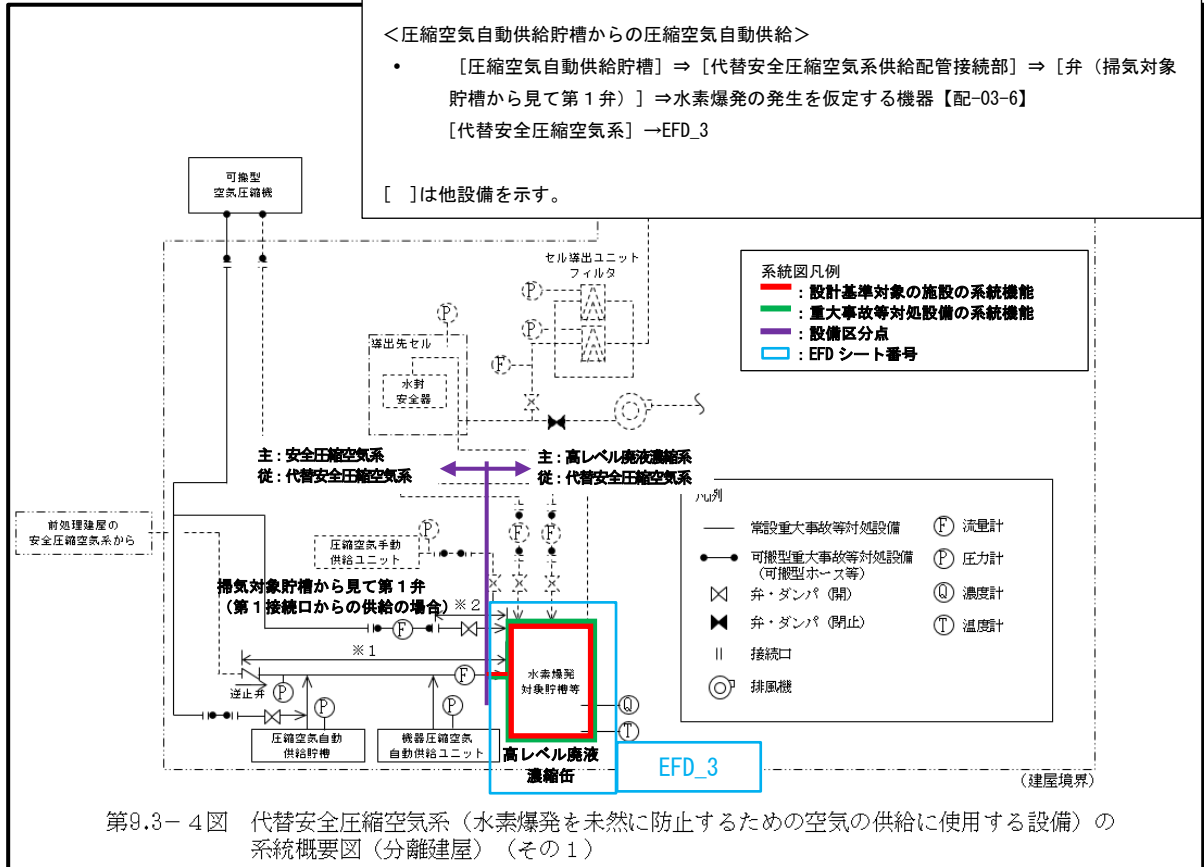 ＜圧縮空気自動供給貯槽からの圧縮空気自動供給＞
• [圧縮空気自動供給貯槽] ⇒ [代替安全圧縮空気系供給配管接続部] ⇒ [弁（掃気対象
貯槽から見て第１弁）] ⇒水素爆発の発生を仮定する機器【配-03-6】
[代替安全圧縮空気系] →EFD_3
[ ]は他設備を示す。
可搬型
空気圧縮機
セル導出ユニット
フィルタ
P
P
P
F
系統図凡例
：設計基準対象の施設の系統機能
：重大事故等対処設備の系統機能
：設備区分点
：EFDシート番号
導出先セル
水封
安全器
主：安全圧縮空気系
従：代替安全圧縮空気系
主：高レベル廃液濃縮系
従：代替安全圧縮空気系
前処理建屋の
安全圧縮空気系から
圧縮空気手動
供給ユニット
P
F
F
掃気対象貯槽から見て第１弁
（第１接続口からの供給の場合）
※2
F
※1
F
逆止弁
P
P
P
水素爆発
対象貯槽等
Q
T
圧縮空気自動
供給貯槽
機器圧縮空気
自動供給ユニット
高レベル廃液
濃縮缶
EFD_3
凡例
常設重大事故等対処設備
可搬型重大事故等対処設備
（可搬型ホース等）
弁・ダンパ（開）
弁・ダンパ（閉止）
接続口
排風機
F 流量計
P 圧力計
Q 濃度計
T 温度計
（建屋境界）
第9.3－4図 代替安全圧縮空気系（水素爆発を未然に防止するための空気の供給に使用する設備）の
系統概要図（分離建屋）（その１）